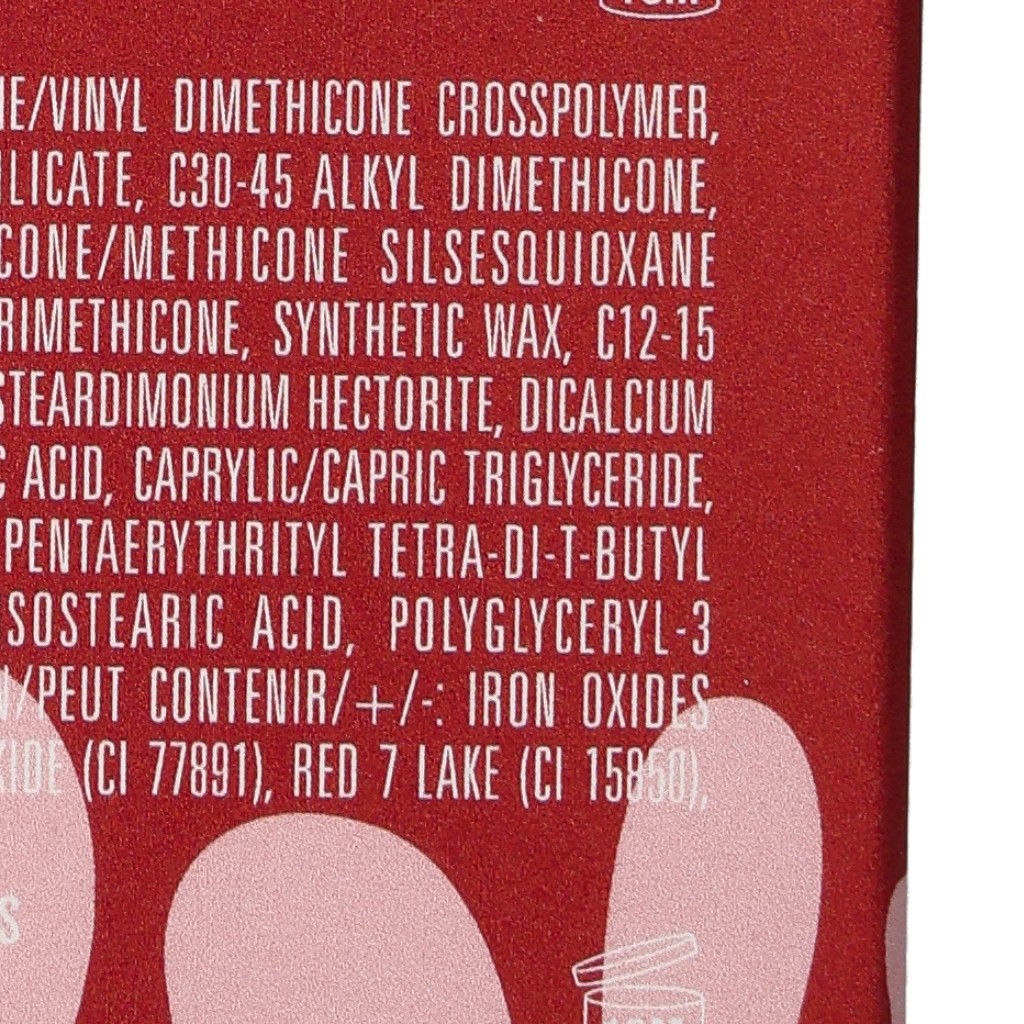 E/VINYL DIMETHICONE CROSSPOLYMER,
LICATE, C30-45 ALKYL DIMETHICONE,
CONE/METHICONE SILSESQUIOXANE
RIMETHICONE, SYNTHETIC WAX, C12-15
STEARDIMONIUM HECTORITE, DICALCIUM
C ACID, CAPRYLIC/CAPRIC TRIGLYCERIDE,
PENTAERYTHRITYL TETRA-DI-T-BUTYL
SOSTEARIC ACID, POLYGLYCERYL-3
N/PEUT CONTENIR/+/-: IRON OXIDES
XIDE (CI 77891), RED 7 LAKE (CI 15850),
S